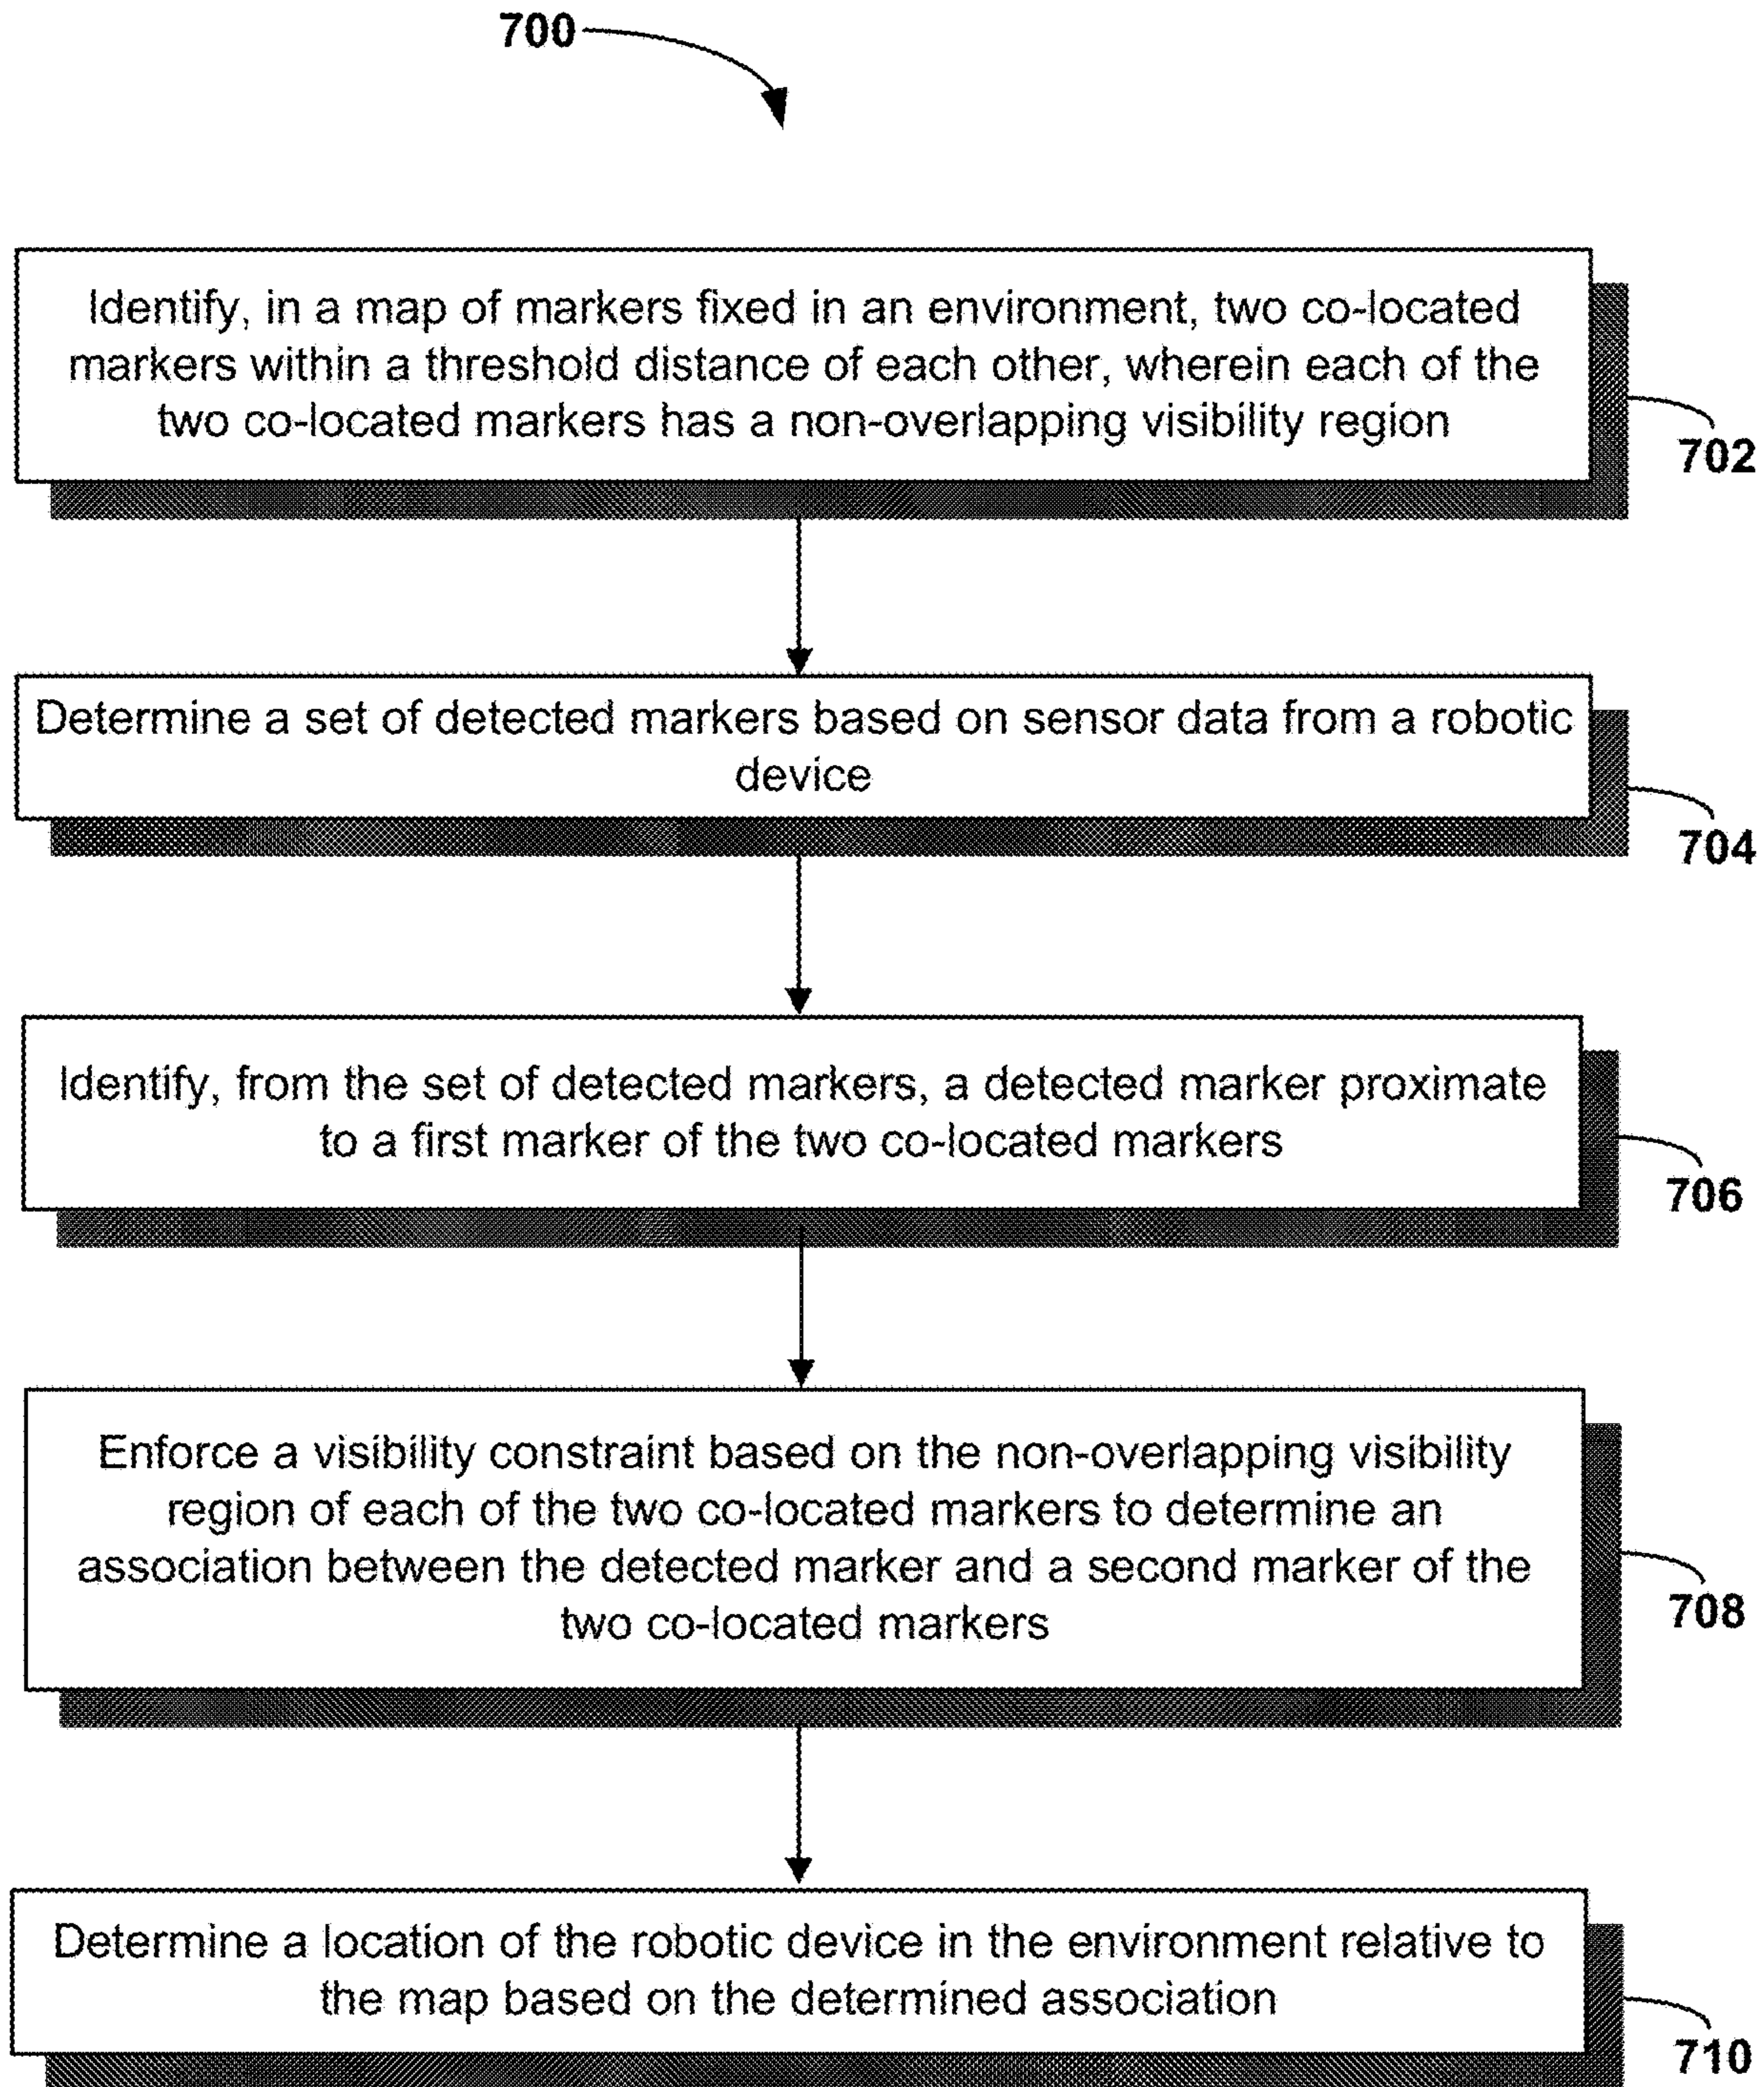 700
Identify, in a map of markers fixed in an environment, two co-located
markers within a threshold distance of each other, wherein each of the
two co-located markers has a non-overlapping visibility region
702
Determine a set of detected markers based on sensor data from a robotic
device
704
Identify, from the set of detected markers, a detected marker proximate
to a first marker of the two co-located markers
706
Enforce a visibility constraint based on the non-overlapping visibility
region of each of the two co-located markers to determine an
association between the detected marker and a second marker of the
two co-located markers
708
Determine a location of the robotic device in the environment relative to
the map based on the determined association
710